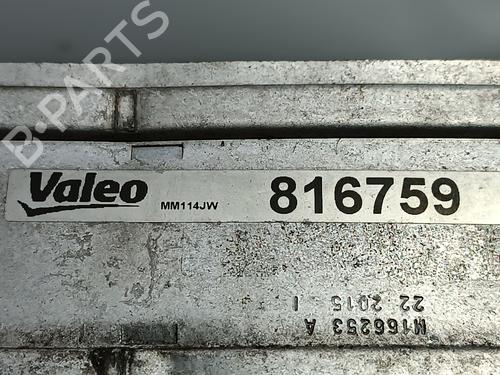 B-PARTS
Valeo MM114JW 816759
M166253 A
22 2015 I